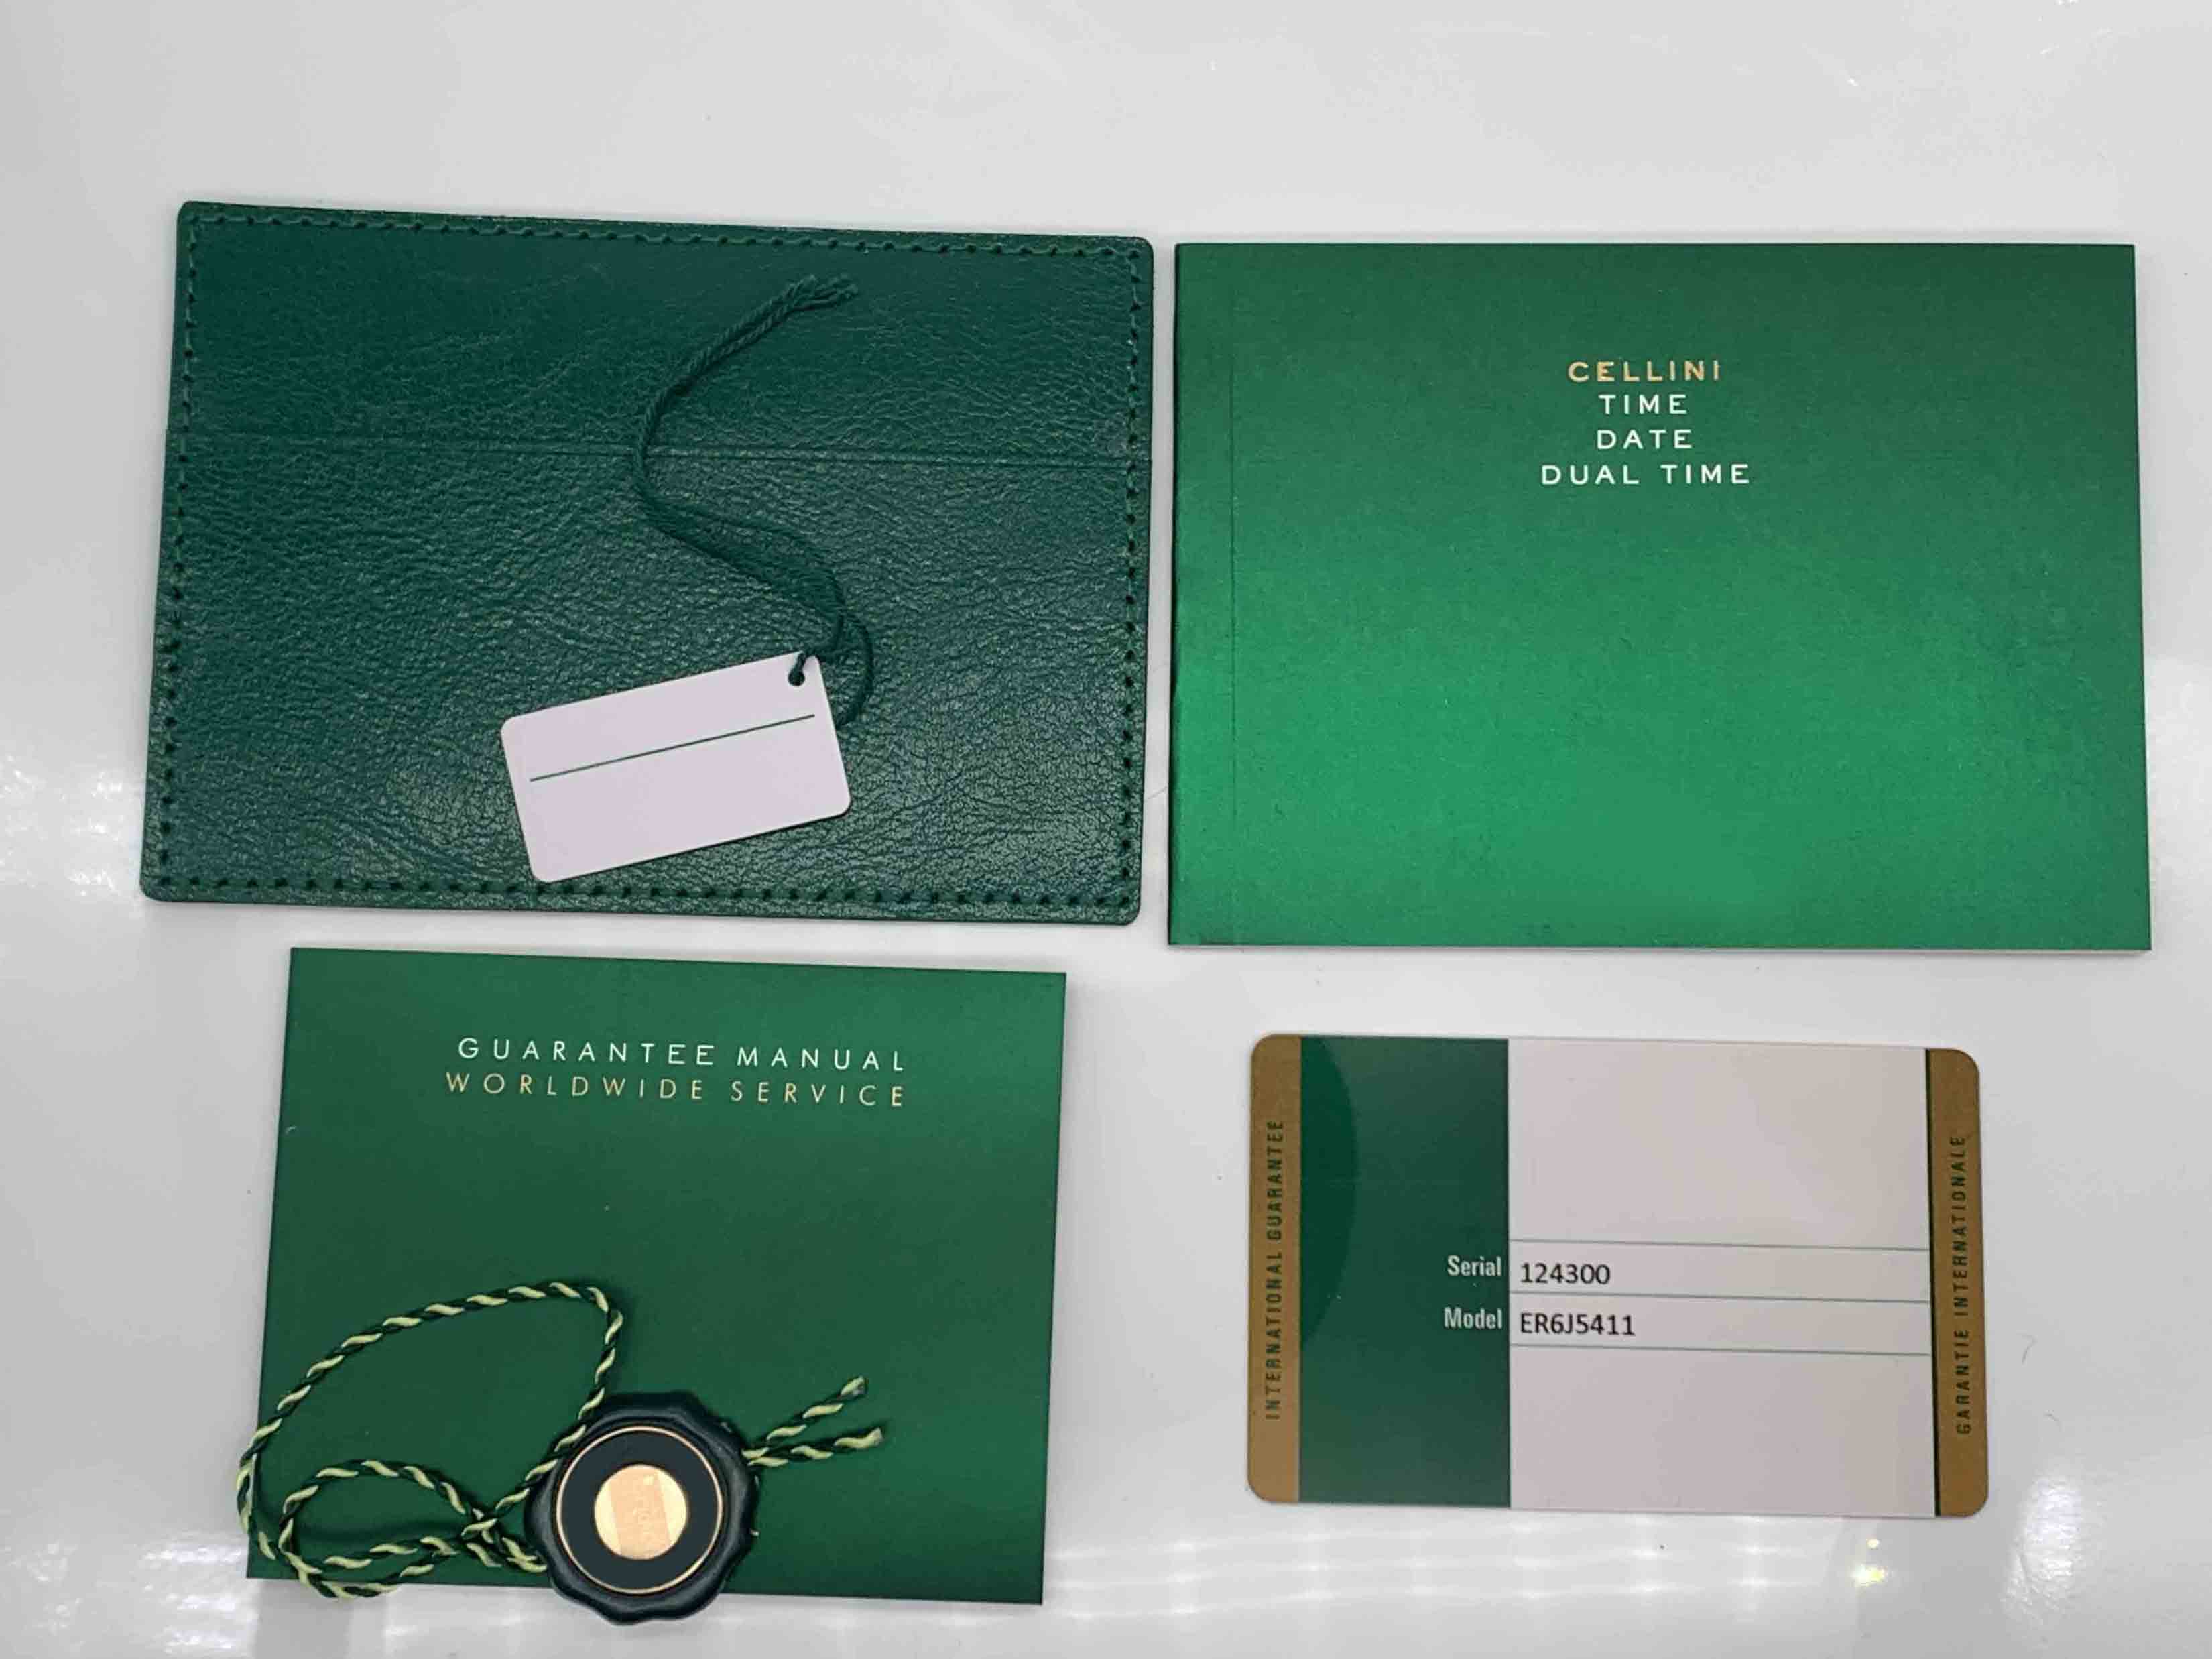 CELLINI
TIME
DATE
DUAL TIME
GUARANTEE MANUAL
WORLDWIDE SERVICE
INTERNATIONAL GUARANTEE
Serial 124300
Model ER6J5411
GARANTIE INTERNATIONALE